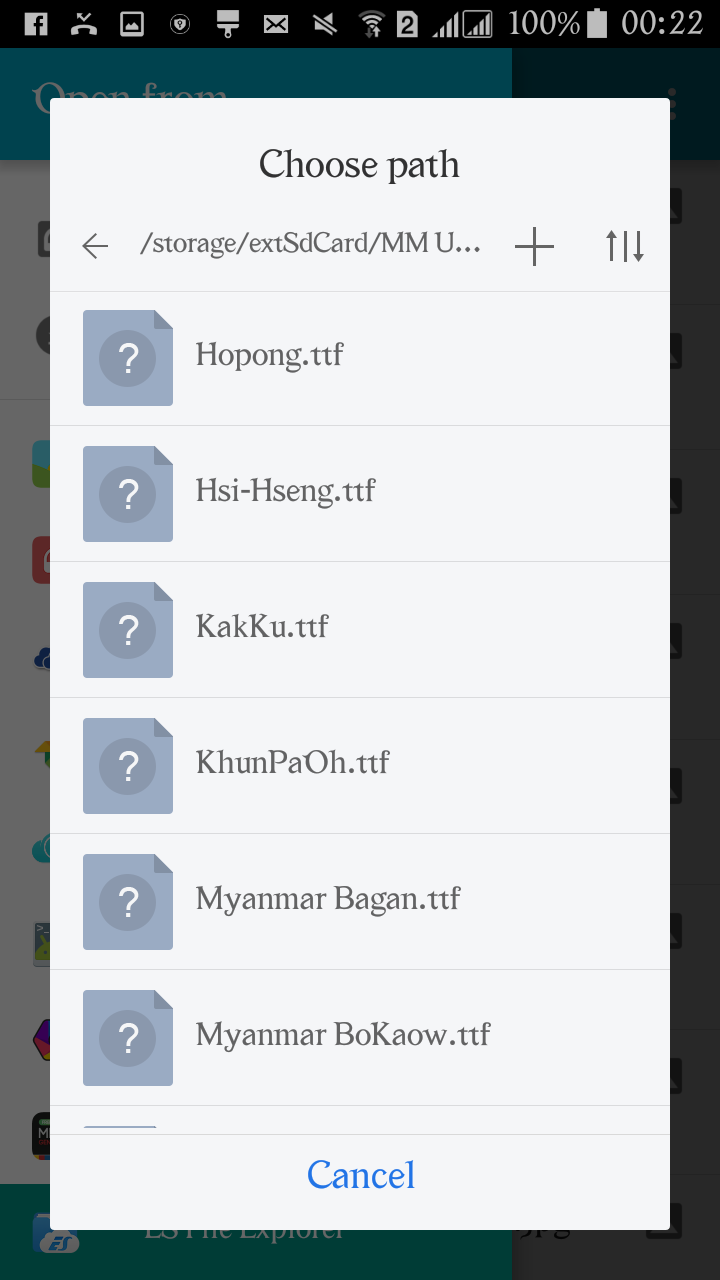 2
100%
00:22
Open from
Choose path
/storage/extSdCard/MM U...
?
Hopong.ttf
?
Hsi-Hseng.ttf
?
KakKu.ttf
?
KhunPaOh.ttf
?
Myanmar Bagan.ttf
?
Myanmar BoKaow.ttf
Cancel
ES File Explorer
ES